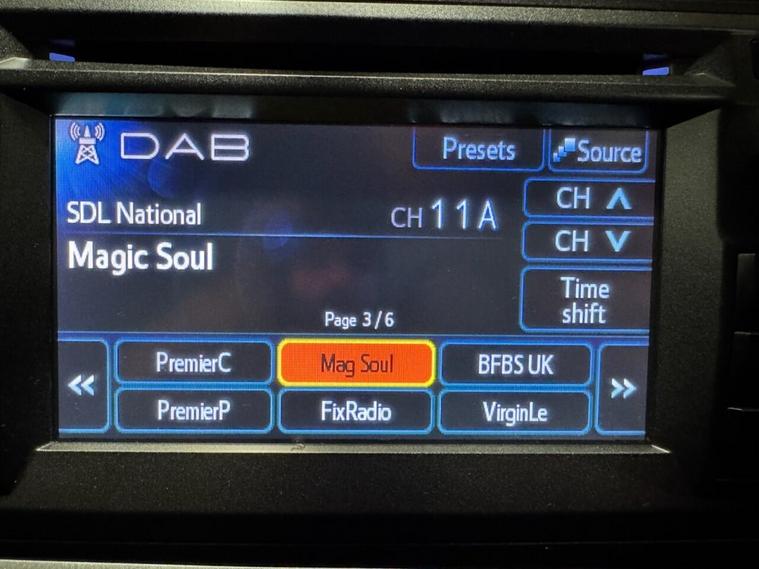 DAB
Presets
Source
SDL National
CH 11A
CH
CH
Magic Soul
Time
shift
Page 3/6
PremierC
Mag Soul
BFBS UK
PremierP
FixRadio
VirginLe